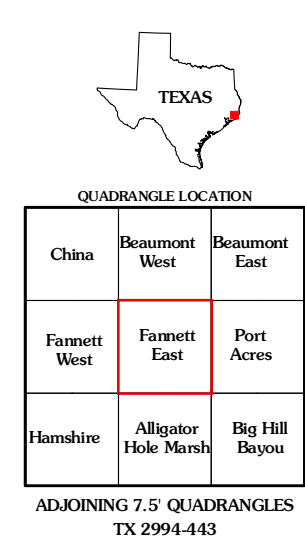 TEXAS
QUADRANGLE LOCATION
China
Beaumont
West
Beaumont
East
Fannett
West
Fannett
East
Port
Acres
Hamshire
Alligator
Hole Marsh
Big Hill
Bayou
ADJOINING 7.5' QUADRANGLES
TX 2994-443